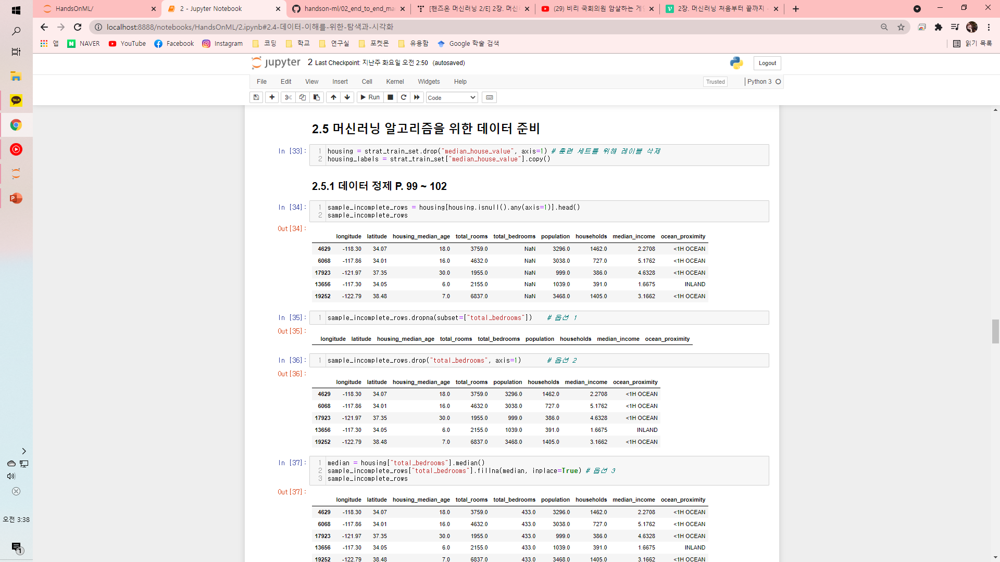 HandsOnML/
2 - Jupyter Notebook
handson-ml/02_end_to_end_ma
[핸즈온 머신러닝 2/E] 2장. 머신러
(29) 비리 국회의원 암살하는 게임
2장. 머신러닝 처음부터 끝까지 -
localhost:8888/notebooks/HandsOnML/2.ipynb#2.4-데이터-이해를-위한-탐색과-시각화
앱 NAVER YouTube Facebook Instagram 코딩 학교 연구실 포켓몬 유용함 Google 학술 검색 읽기 목록
jupyter 2 Last Checkpoint: 지난주 화요일 오전 2:50 (autosaved)
Logout
File Edit View Insert Cell Kernel Widgets Help Trusted Python 3
Run Code
2.5 머신러닝 알고리즘을 위한 데이터 준비
In [33]: 1 housing = strat_train_set.drop("median_house_value", axis=1) # 훈련 세트를 위해 레이블 삭제
2 housing_labels = strat_train_set["median_house_value"].copy()
2.5.1 데이터 정제 P. 99 ~ 102
In [34]: 1 sample_incomplete_rows = housing[housing.isnull().any(axis=1)].head()
2 sample_incomplete_rows
Out[34]:
longitude latitude housing_median_age total_rooms total_bedrooms population households median_income ocean_proximity
4629 -118.30 34.07 18.0 3759.0 NaN 3296.0 1462.0 2.2708 <1H OCEAN
6068 -117.86 34.01 16.0 4632.0 NaN 3038.0 727.0 5.1762 <1H OCEAN
17923 -121.97 37.35 30.0 1955.0 NaN 999.0 386.0 4.6328 <1H OCEAN
13656 -117.30 34.05 6.0 2155.0 NaN 1039.0 391.0 1.6675 INLAND
19252 -122.79 38.48 7.0 6837.0 NaN 3468.0 1405.0 3.1662 <1H OCEAN
In [35]: 1 sample_incomplete_rows.dropna(subset=["total_bedrooms"]) # 옵션 1
Out[35]:
longitude latitude housing_median_age total_rooms total_bedrooms population households median_income ocean_proximity
In [36]: 1 sample_incomplete_rows.drop("total_bedrooms", axis=1) # 옵션 2
Out[36]:
longitude latitude housing_median_age total_rooms population households median_income ocean_proximity
4629 -118.30 34.07 18.0 3759.0 3296.0 1462.0 2.2708 <1H OCEAN
6068 -117.86 34.01 16.0 4632.0 3038.0 727.0 5.1762 <1H OCEAN
17923 -121.97 37.35 30.0 1955.0 999.0 386.0 4.6328 <1H OCEAN
13656 -117.30 34.05 6.0 2155.0 1039.0 391.0 1.6675 INLAND
19252 -122.79 38.48 7.0 6837.0 3468.0 1405.0 3.1662 <1H OCEAN
In [37]: 1 median = housing["total_bedrooms"].median()
2 sample_incomplete_rows["total_bedrooms"].fillna(median, inplace=True) # 옵션 3
3 sample_incomplete_rows
Out[37]:
longitude latitude housing_median_age total_rooms total_bedrooms population households median_income ocean_proximity
4629 -118.30 34.07 18.0 3759.0 433.0 3296.0 1462.0 2.2708 <1H OCEAN
6068 -117.86 34.01 16.0 4632.0 433.0 3038.0 727.0 5.1762 <1H OCEAN
17923 -121.97 37.35 30.0 1955.0 433.0 999.0 386.0 4.6328 <1H OCEAN
13656 -117.30 34.05 6.0 2155.0 433.0 1039.0 391.0 1.6675 INLAND
19252 -122.79 38.48 7.0 6837.0 433.0 3468.0 1405.0 3.1662 <1H OCEAN
TALK
오전 3:38
1